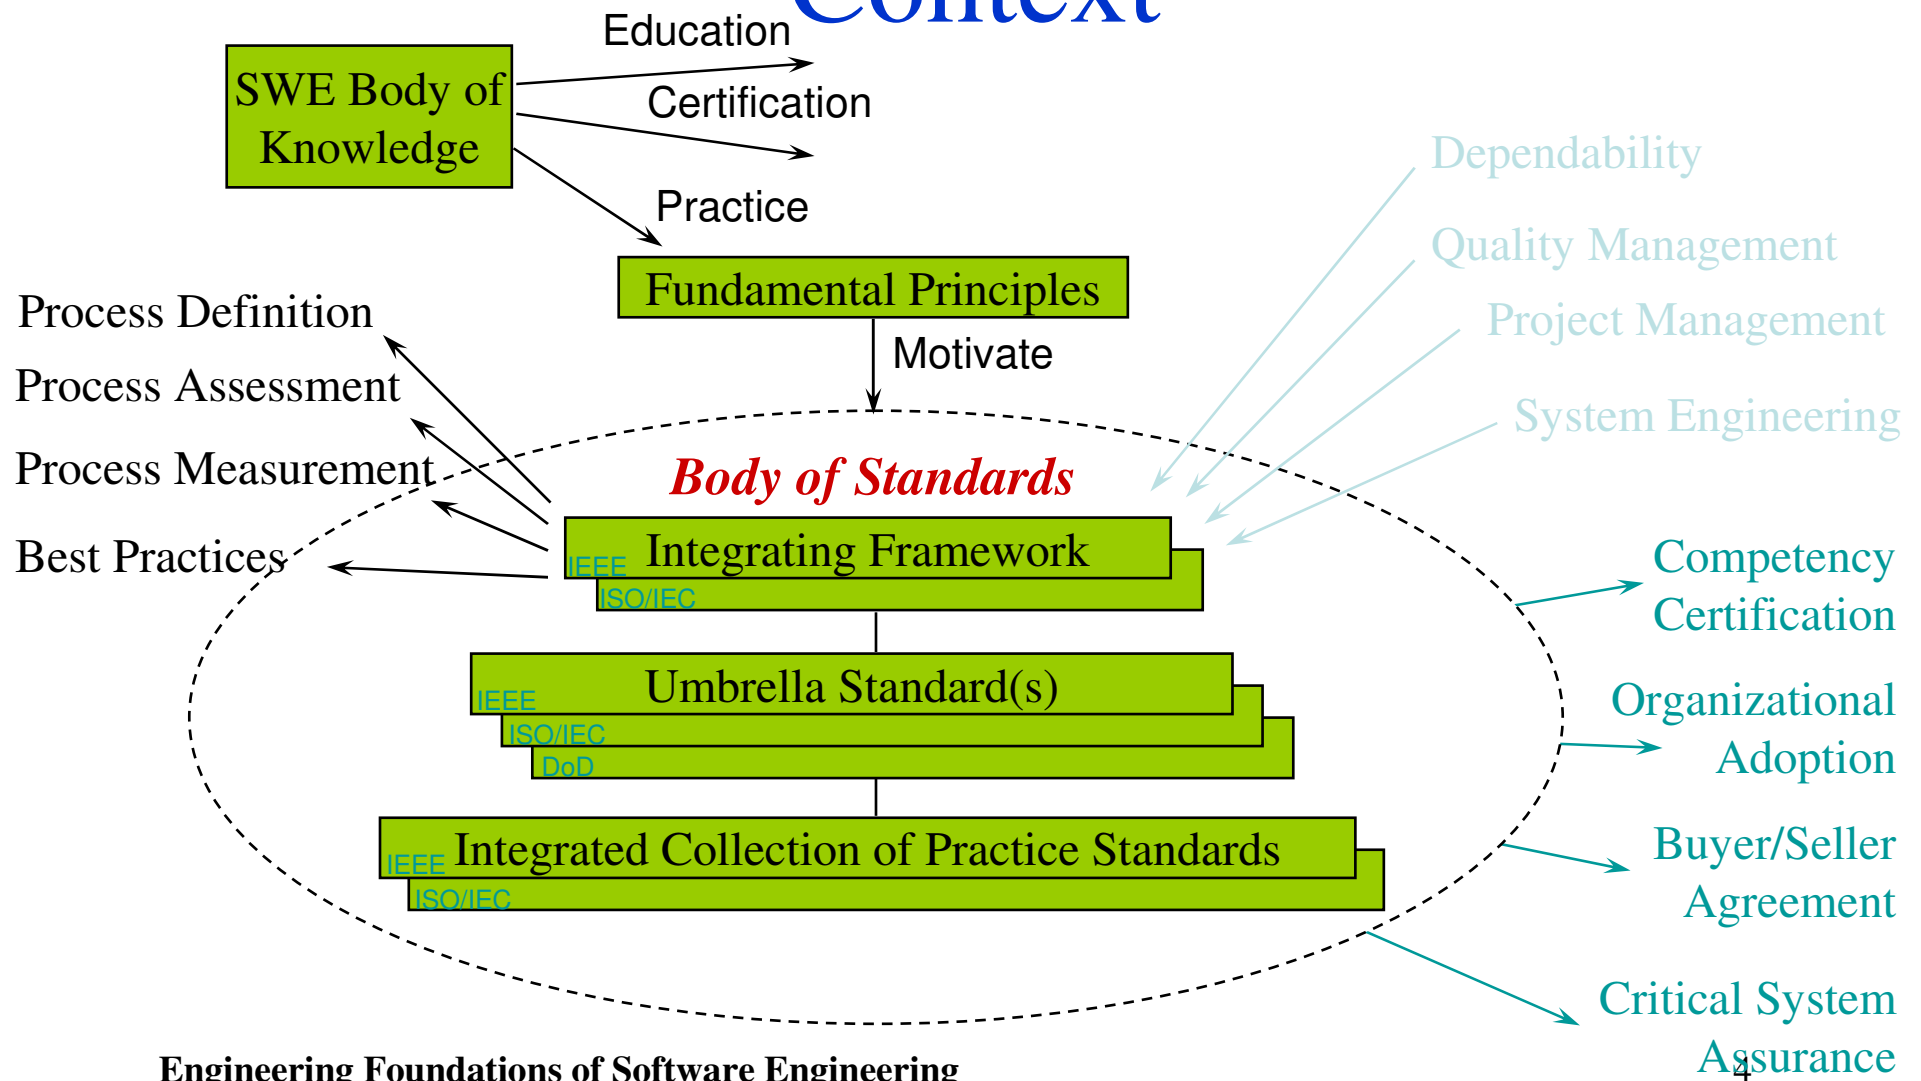 Context
Education
SWE Body of
Knowledge
Certification
Practice
Dependability
Quality Management
Project Management
System Engineering
Fundamental Principles
Motivate
Process Definition
Process Assessment
Process Measurement
Best Practices
Body of Standards
IEEE Integrating Framework
ISO/IEC
IEEE Umbrella Standard(s)
ISO/IEC
DoD
IEEE Integrated Collection of Practice Standards
ISO/IEC
Competency
Certification
Organizational
Adoption
Buyer/Seller
Agreement
Critical System
Assurance
Engineering Foundations of Software Engineering
4